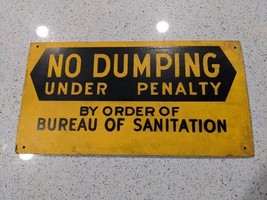 NO DUMPING
UNDER PENALTY
BY ORDER OF
BUREAU OF SANITATION